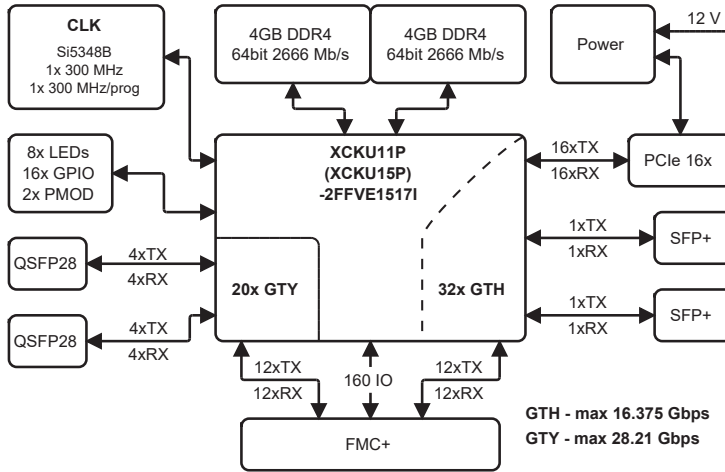 CLK
Si5348B
1x 300 MHz
1x 300 MHz/prog
4GB DDR4
64bit 2666 Mb/s
4GB DDR4
64bit 2666 Mb/s
Power
12 V
8x LEDs
16x GPIO
2x PMOD
XCKU11P
(XCKU15P)
-2FFVE1517I
16xTX
16xRX
PCIe 16x
QSFP28
4xTX
4xRX
20x GTY
32x GTH
1xTX
1xRX
SFP+
QSFP28
4xTX
4xRX
1xTX
1xRX
SFP+
12xTX
12xRX
160 IO
12xTX
12xRX
FMC+
GTH - max 16.375 Gbps
GTY - max 28.21 Gbps